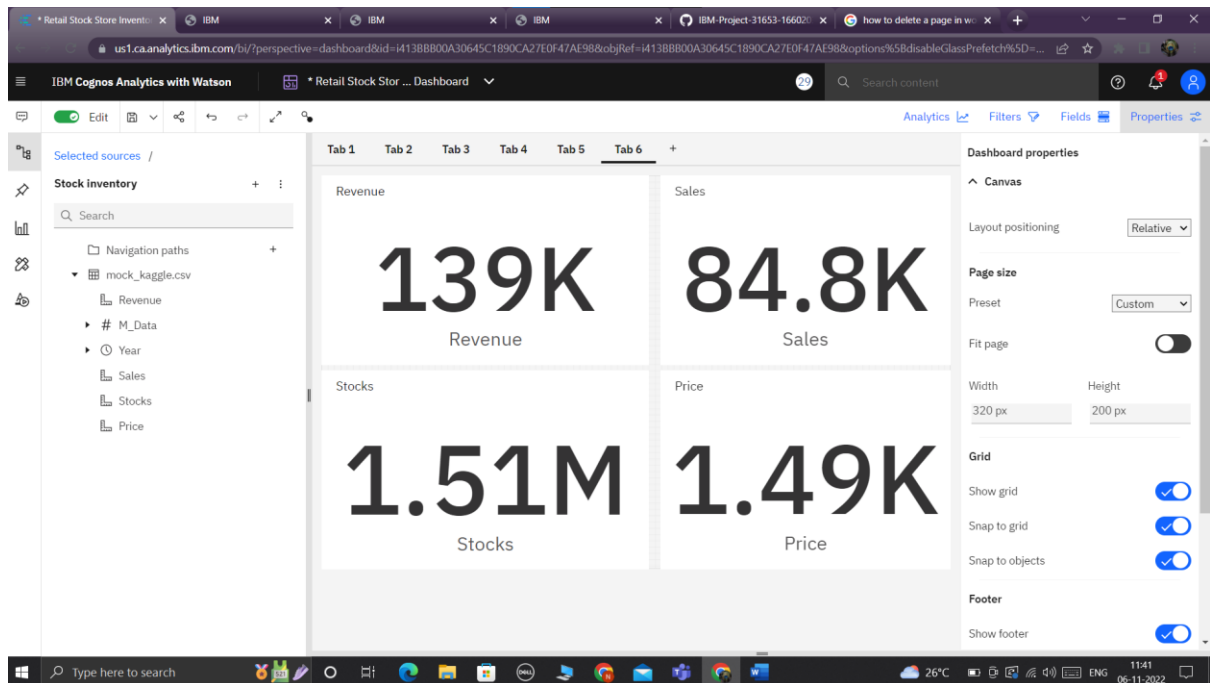 * Retail Stock Store Inventor
IBM
IBM
IBM
IBM-Project-31653-166020
how to delete a page in wo
us1.ca.analytics.ibm.com/bi/?perspective=dashboard&id=i413BBB00A30645C1890CA27E0F47AE98&objRef=i413BBB00A30645C1890CA27E0F47AE98&options%5BdisableGlassPrefetch%5D=...
IBM Cognos Analytics with Watson
* Retail Stock Stor ... Dashboard
29
Search content
1
Edit
Analytics
Filters
Fields
Properties
Selected sources /
Stock inventory
Search
Navigation paths
mock_kaggle.csv
Revenue
# M_Data
Year
Sales
Stocks
Price
Tab 1 Tab 2 Tab 3 Tab 4 Tab 5 Tab 6 +
Revenue
139K
Revenue
Sales
84.8K
Sales
Stocks
1.51M
Stocks
Price
1.49K
Price
Dashboard properties
Canvas
Layout positioning Relative
Page size
Preset Custom
Fit page
Width Height
320 px 200 px
Grid
Show grid
Snap to grid
Snap to objects
Footer
Show footer
Type here to search
DELL
26°C
ENG
11:41
06-11-2022